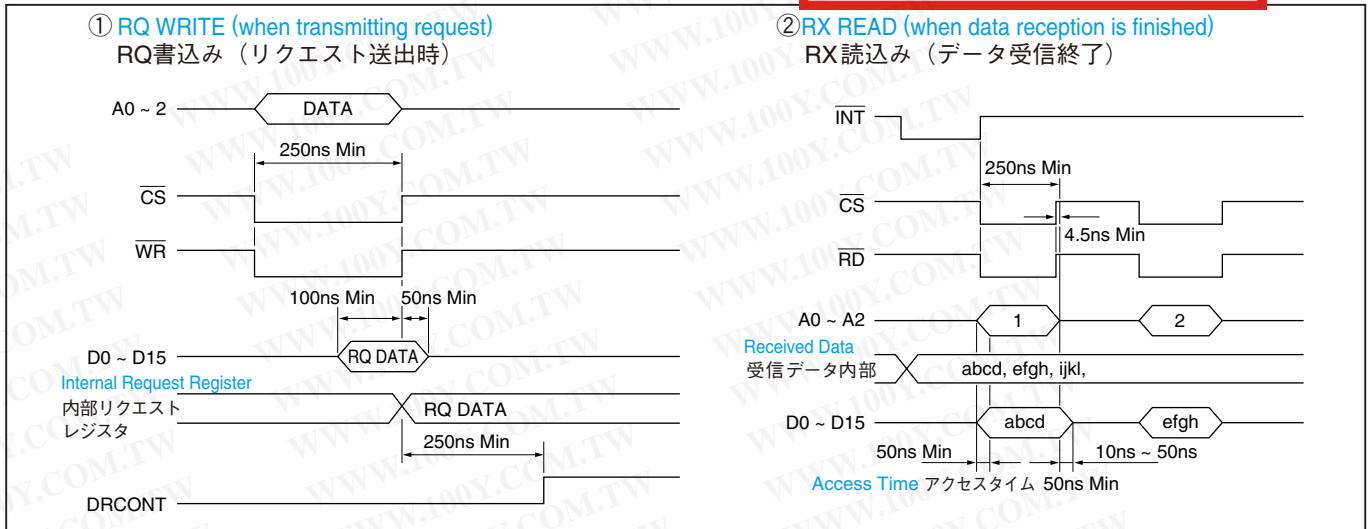 ① RQ WRITE (when transmitting request)
RQ書込み（リクエスト送出時）
A0 ~ 2
DATA
250ns Min
CS
WR
100ns Min
50ns Min
D0 ~ D15
RQ DATA
Internal Request Register
内部リクエスト
レジスタ
RQ DATA
250ns Min
DRCONT
② RX READ (when data reception is finished)
RX読込み（データ受信終了）
INT
250ns Min
CS
4.5ns Min
RD
A0 ~ A2
1
2
Received Data
受信データ内部
abcd, efgh, ijkl,
D0 ~ D15
abcd
efgh
50ns Min
10ns ~ 50ns
Access Time アクセスタイム 50ns Min
WWW.100Y.COM.TW